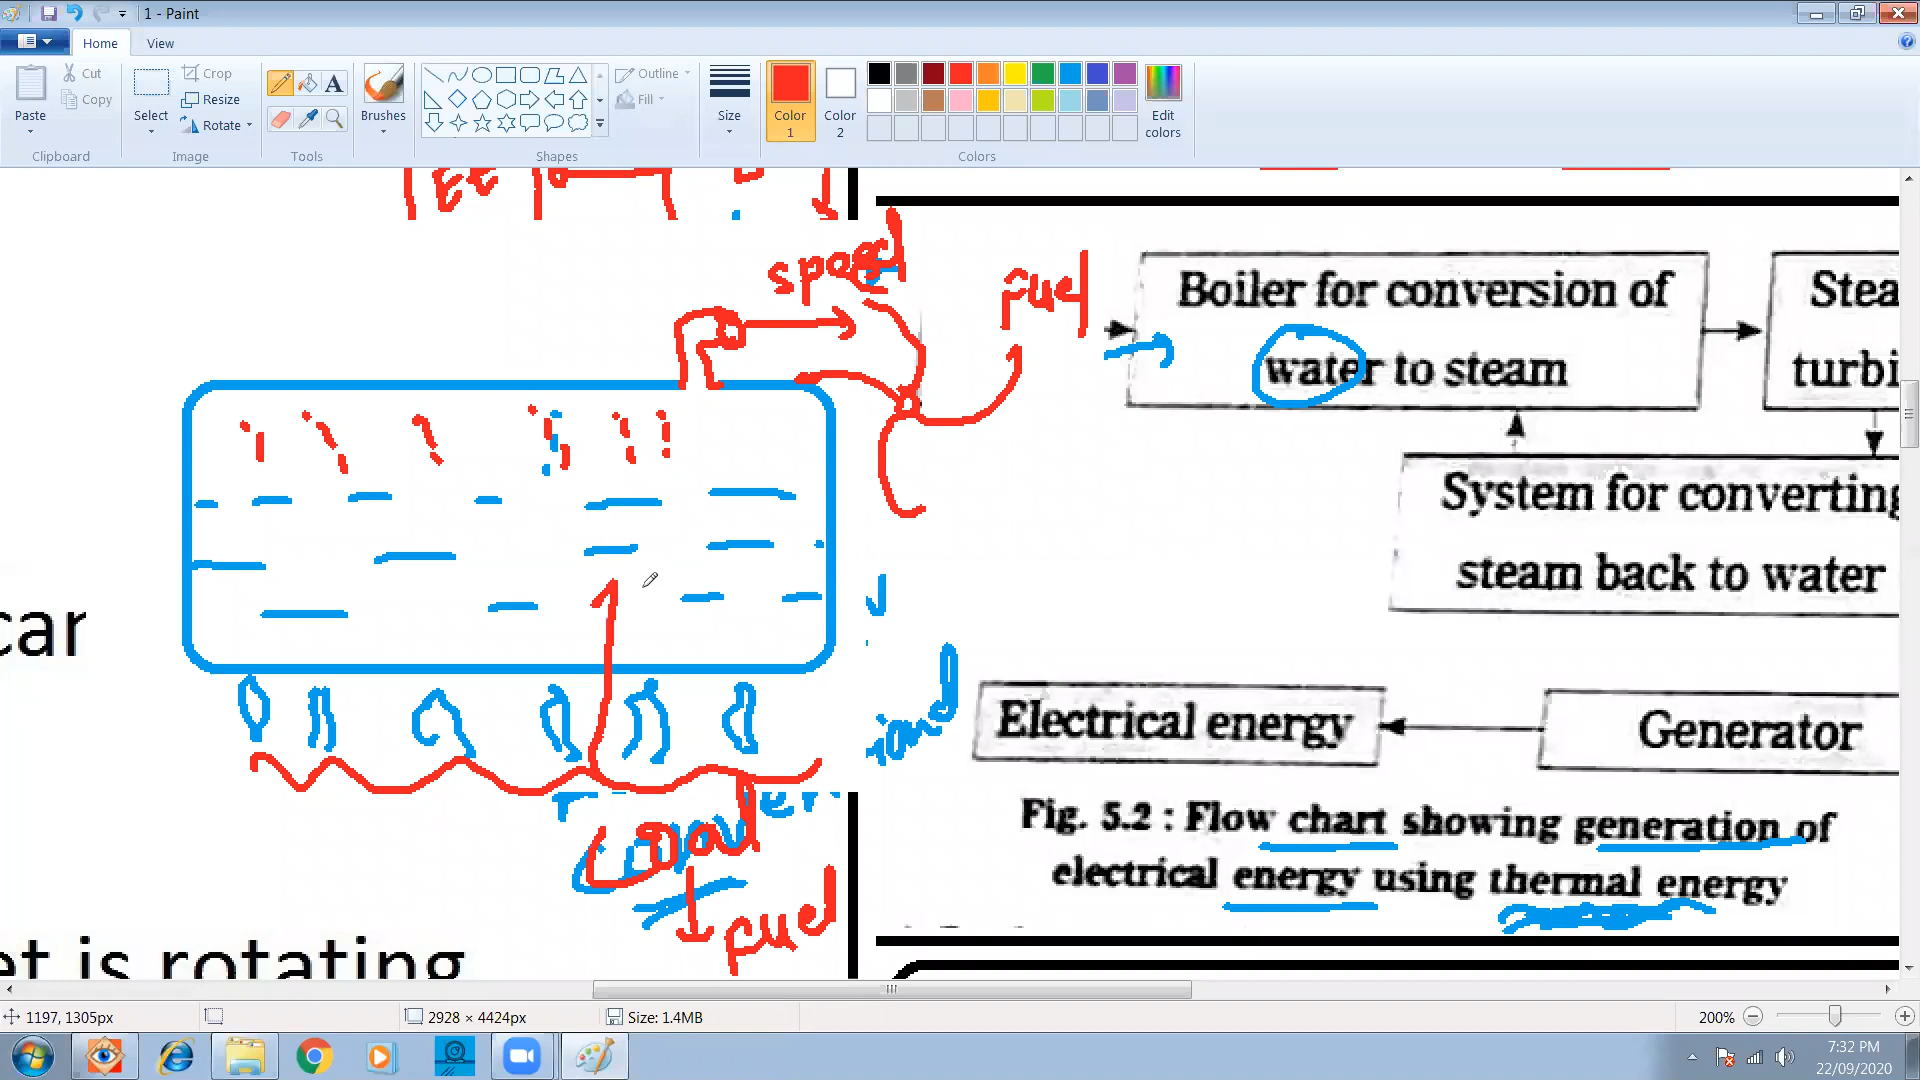 1 - Paint
Home
View
Paste
Cut
Copy
Clipboard
Select
Crop
Resize
Rotate
Image
Tools
Brushes
Shapes
Outline
Fill
Size
Color 1
Color 2
Colors
Edit colors
speed
fuel
Boiler for conversion of
water to steam
Stea
turbi
System for converting
steam back to water
car
Electrical energy
Generator
Coal
fuel
Fig. 5.2 : Flow chart showing generation of
electrical energy using thermal energy
et is rotating
1197, 1305px
2928 × 4424px
Size: 1.4MB
200%
7:32 PM
22/09/2020